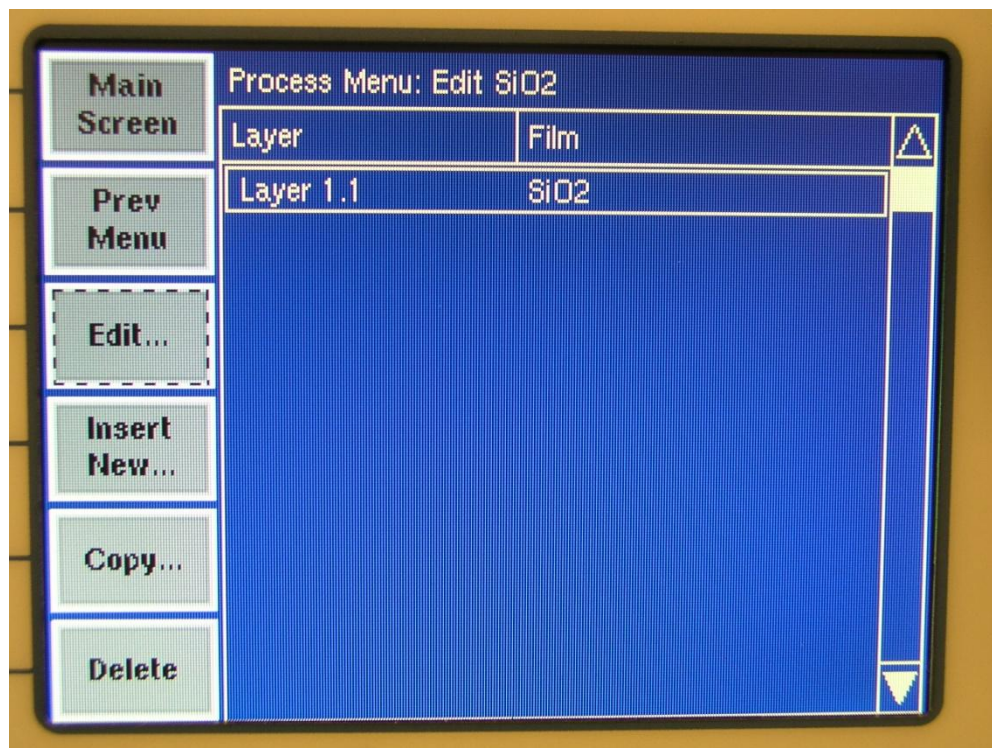 Main
Screen
Prev
Menu
Edit...
Insert
New...
Copy...
Delete
Process Menu: Edit SiO2
Layer Film
Layer 1.1 SiO2